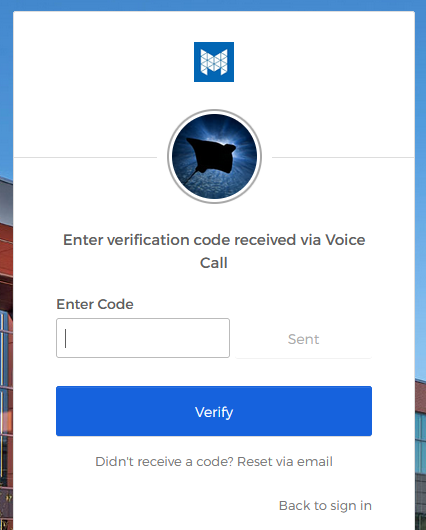 Enter verification code received via Voice
Call
Enter Code
Sent
Verify
Didn't receive a code? Reset via email
Back to sign in